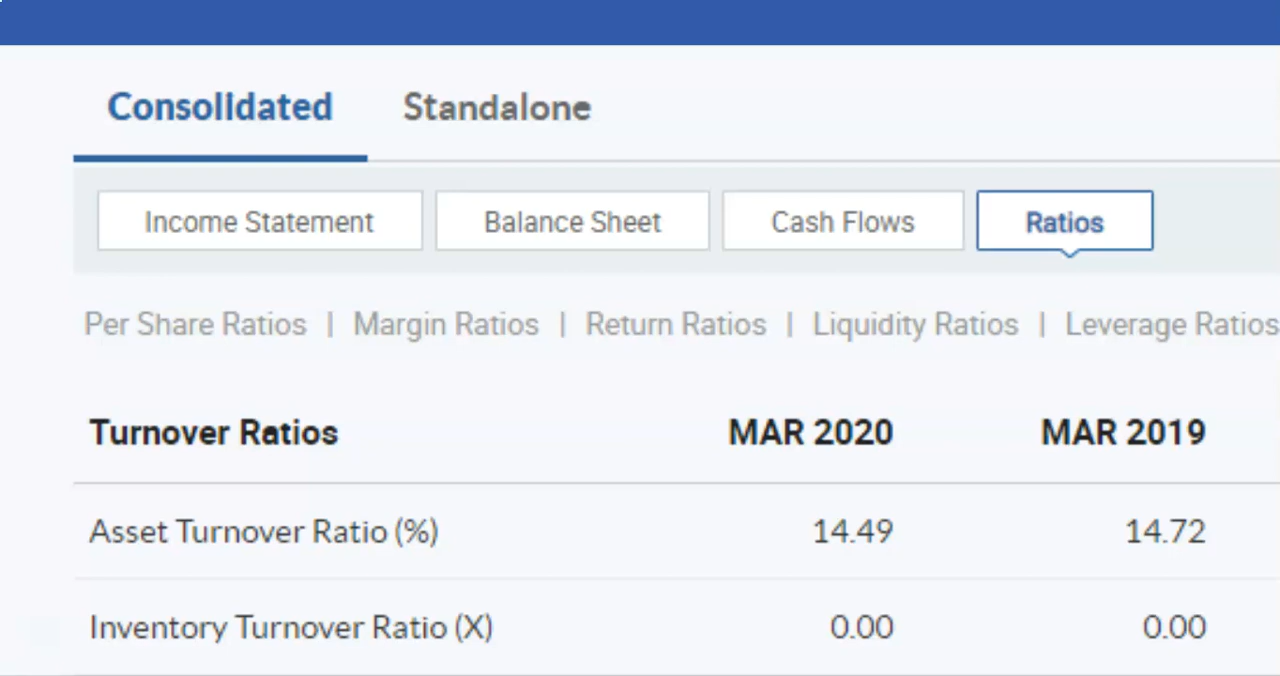 Consolidated Standalone
Income Statement Balance Sheet Cash Flows Ratios
Per Share Ratios | Margin Ratios | Return Ratios | Liquidity Ratios | Leverage Ratios
Turnover Ratios MAR 2020 MAR 2019
Asset Turnover Ratio (%) 14.49 14.72
Inventory Turnover Ratio (X) 0.00 0.00